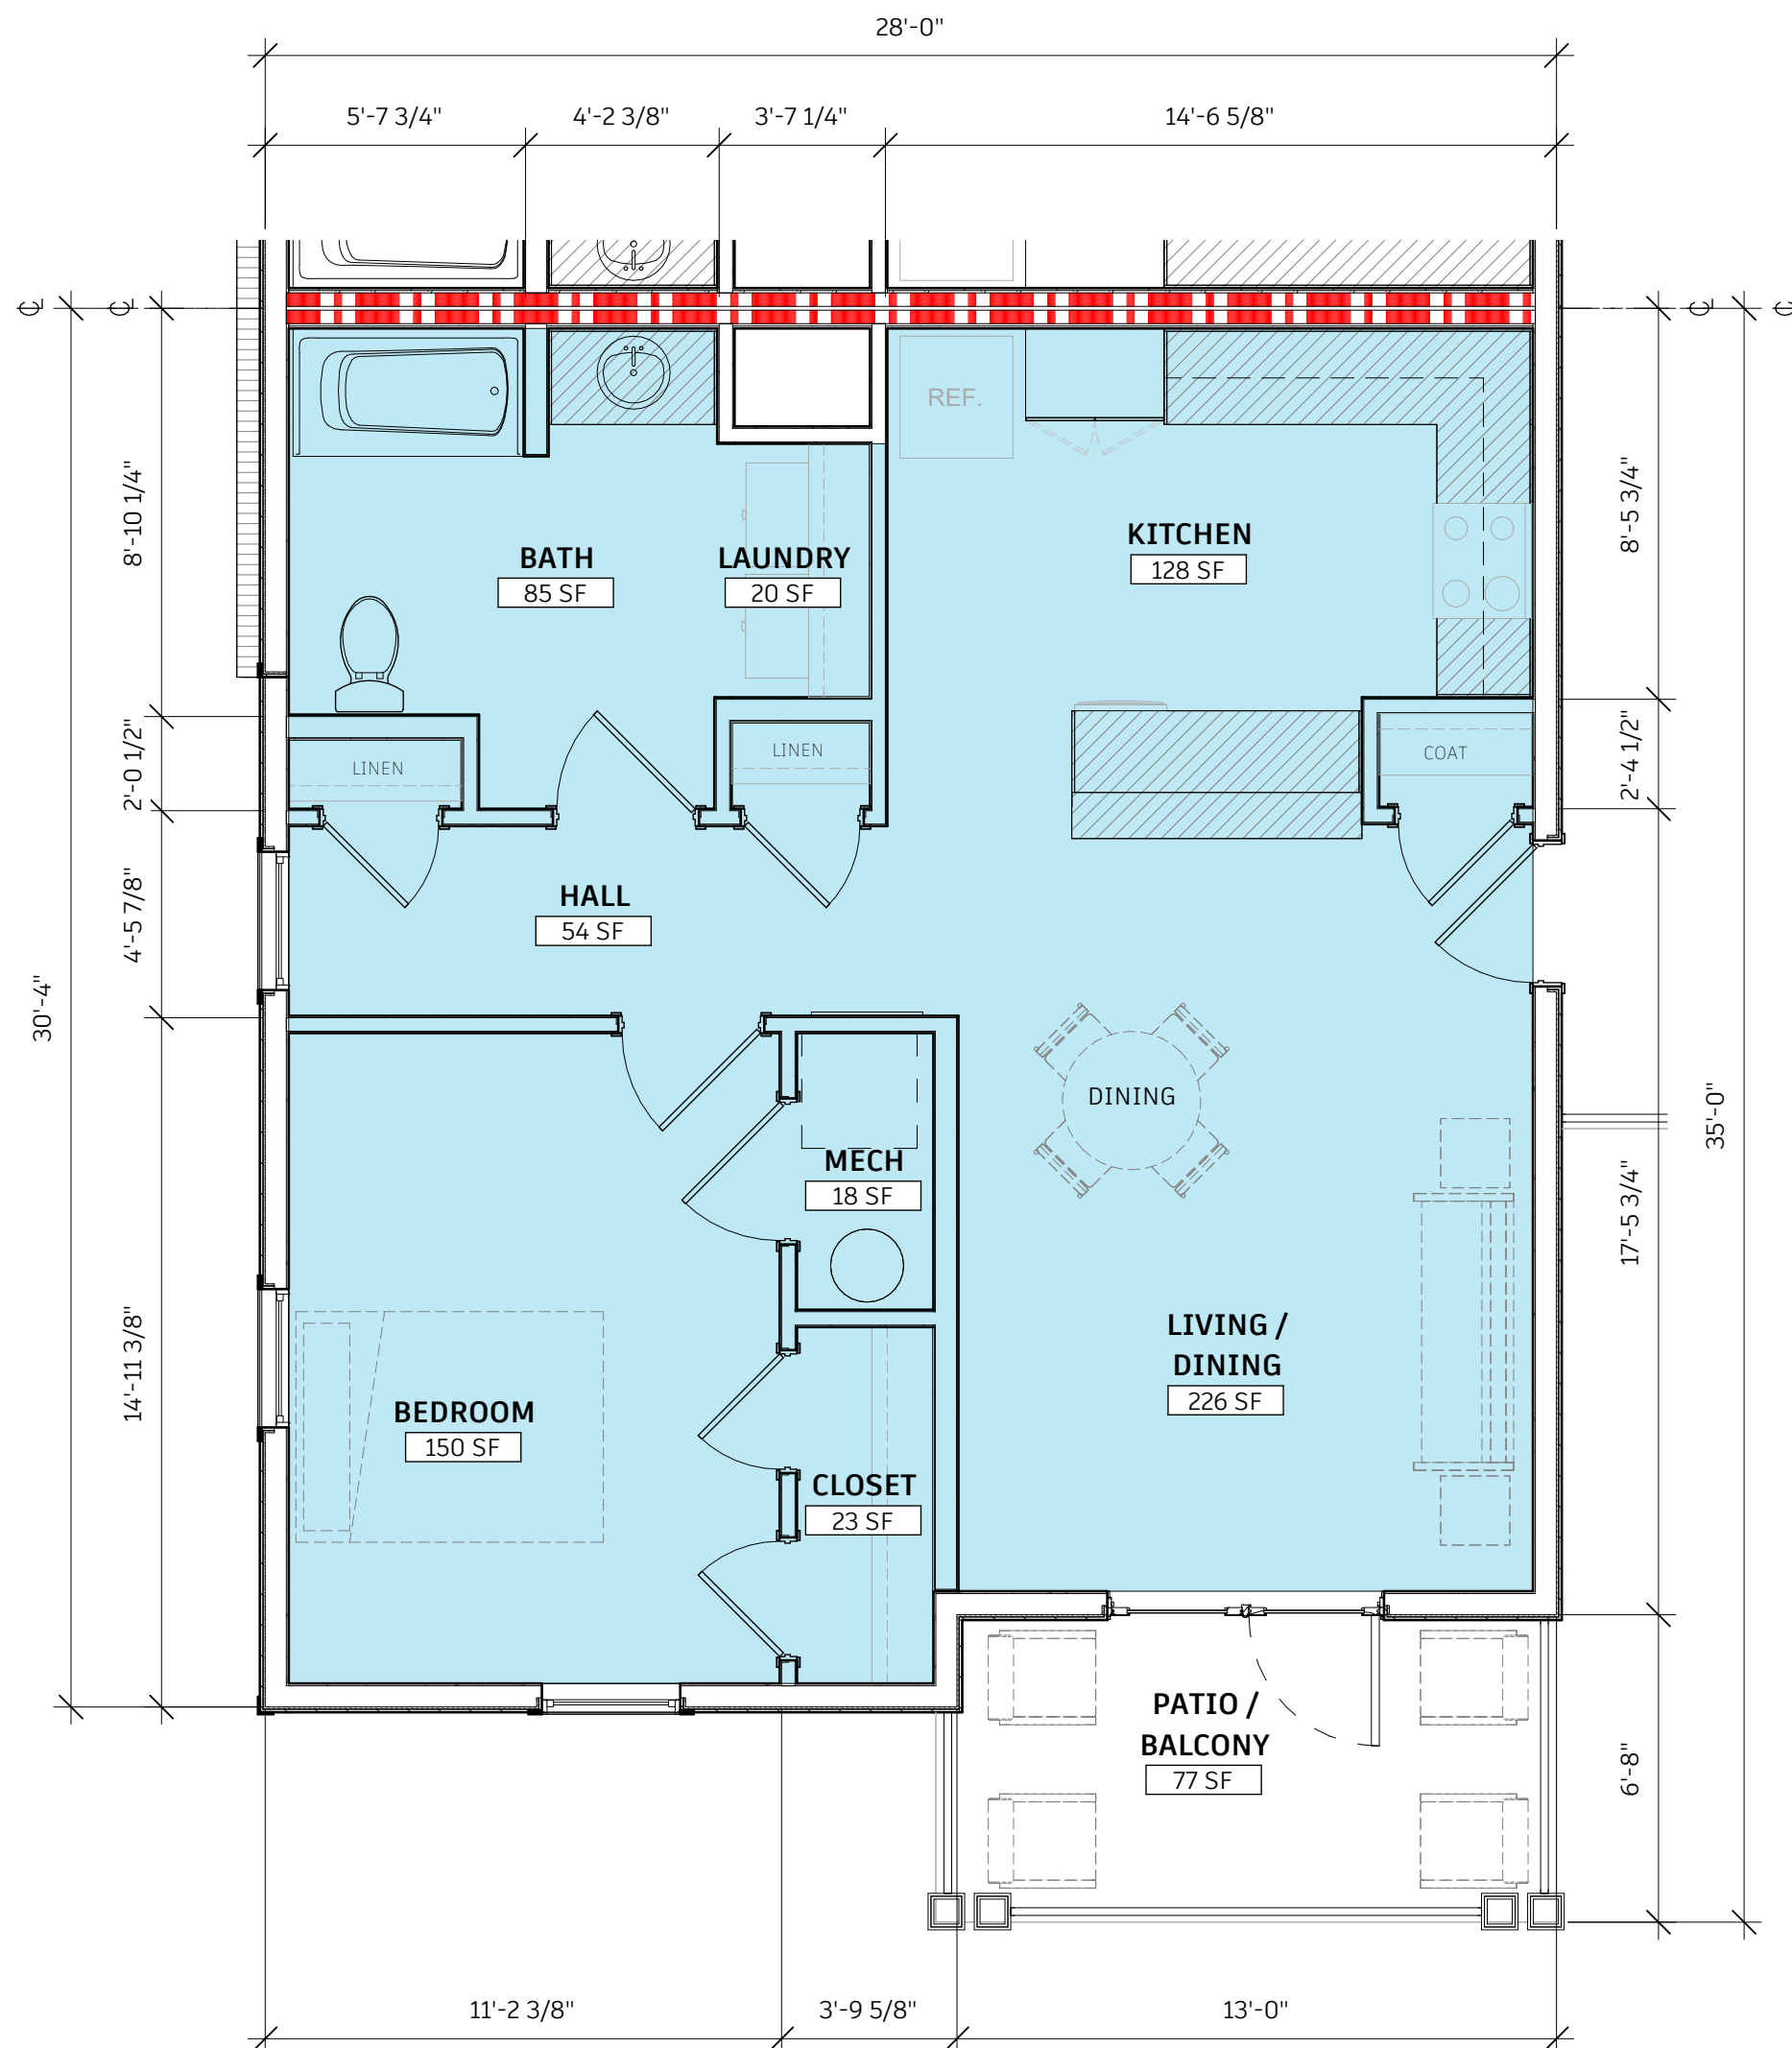 28'-0"
5'-7 3/4"
4'-2 3/8"
3'-7 1/4"
14'-6 5/8"
℄
℄
℄
℄
REF.
8'-10 1/4"
8'-5 3/4"
KITCHEN
128 SF
BATH
85 SF
LAUNDRY
20 SF
2'-0 1/2"
LINEN
LINEN
COAT
2'-4 1/2"
4'-5 7/8"
HALL
54 SF
30'-4"
DINING
35'-0"
MECH
18 SF
17'-5 3/4"
14'-11 3/8"
LIVING /
DINING
226 SF
BEDROOM
150 SF
CLOSET
23 SF
PATIO /
BALCONY
77 SF
6'-8"
11'-2 3/8"
3'-9 5/8"
13'-0"